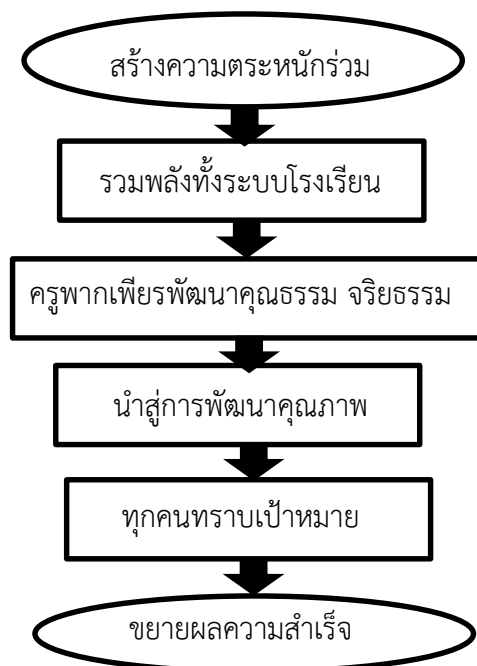 สร้างความตระหนักร่วม
รวมพลังทั้งระบบโรงเรียน
ครูพากเพียรพัฒนาคุณธรรม จริยธรรม
นำสู่การพัฒนาคุณภาพ
ทุกคนทราบเป้าหมาย
ขยายผลความสำเร็จ